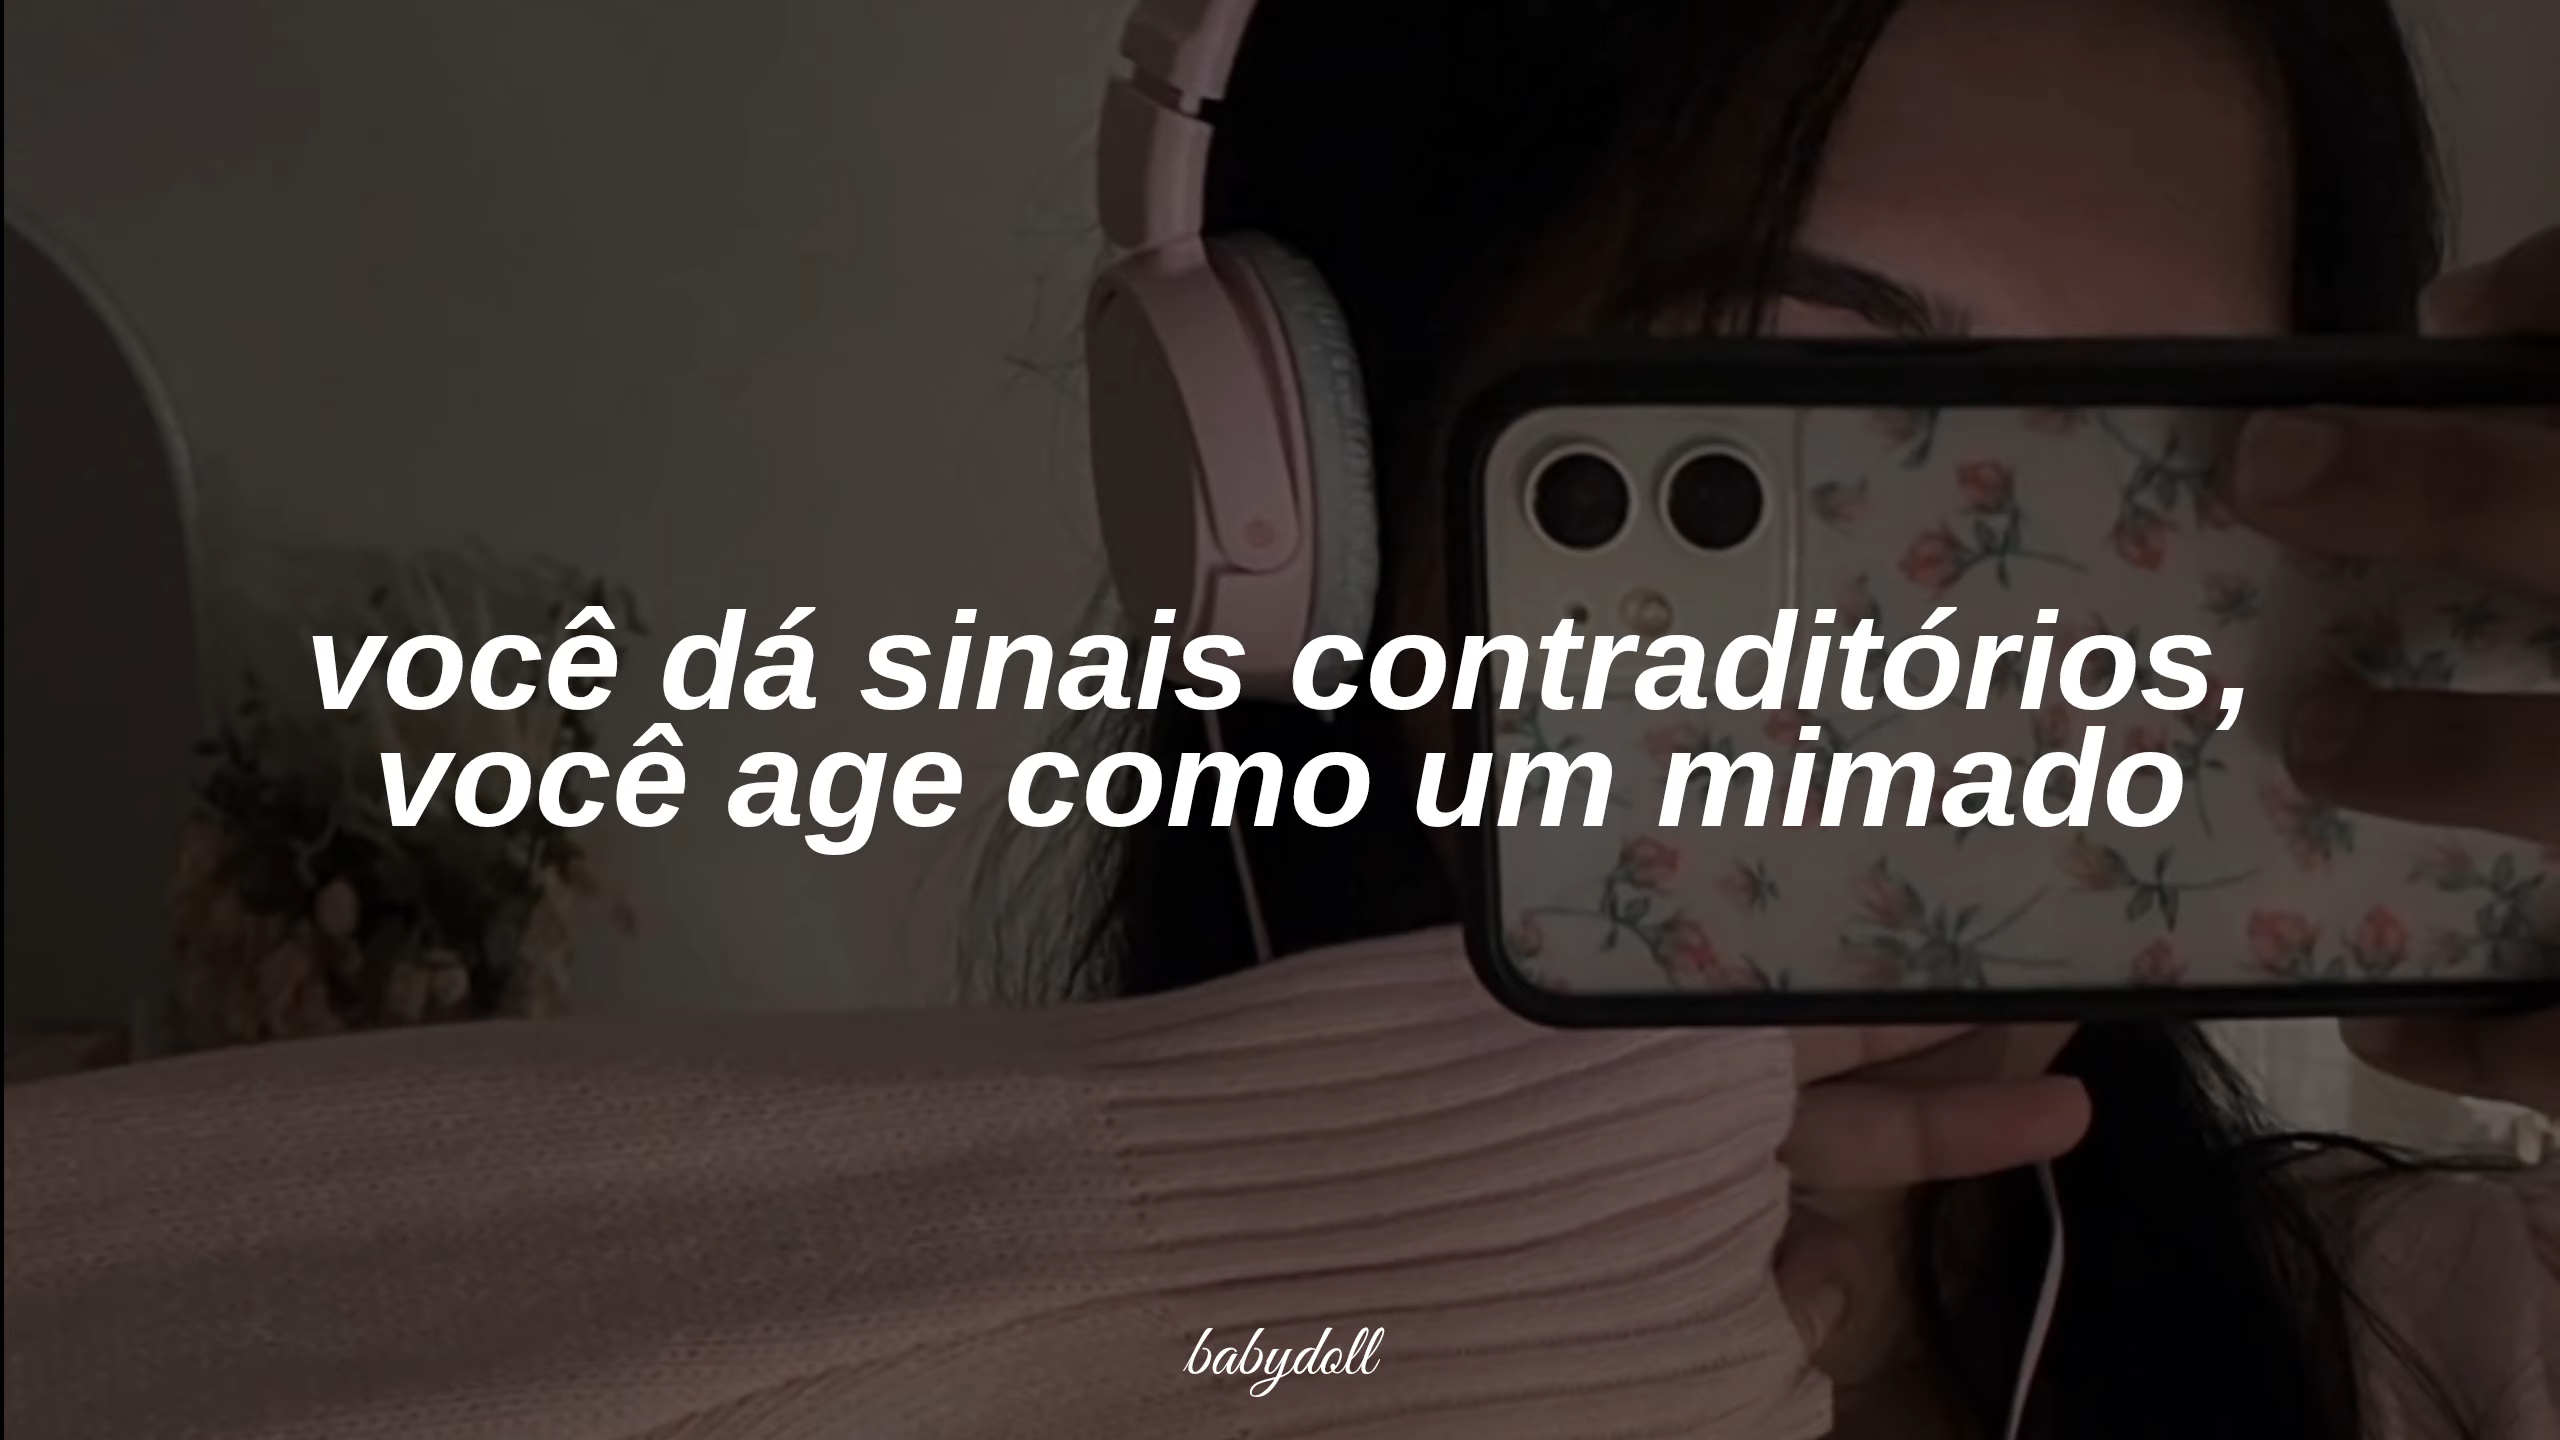 você dá sinais contraditórios,
você age como um mimado
babydoll